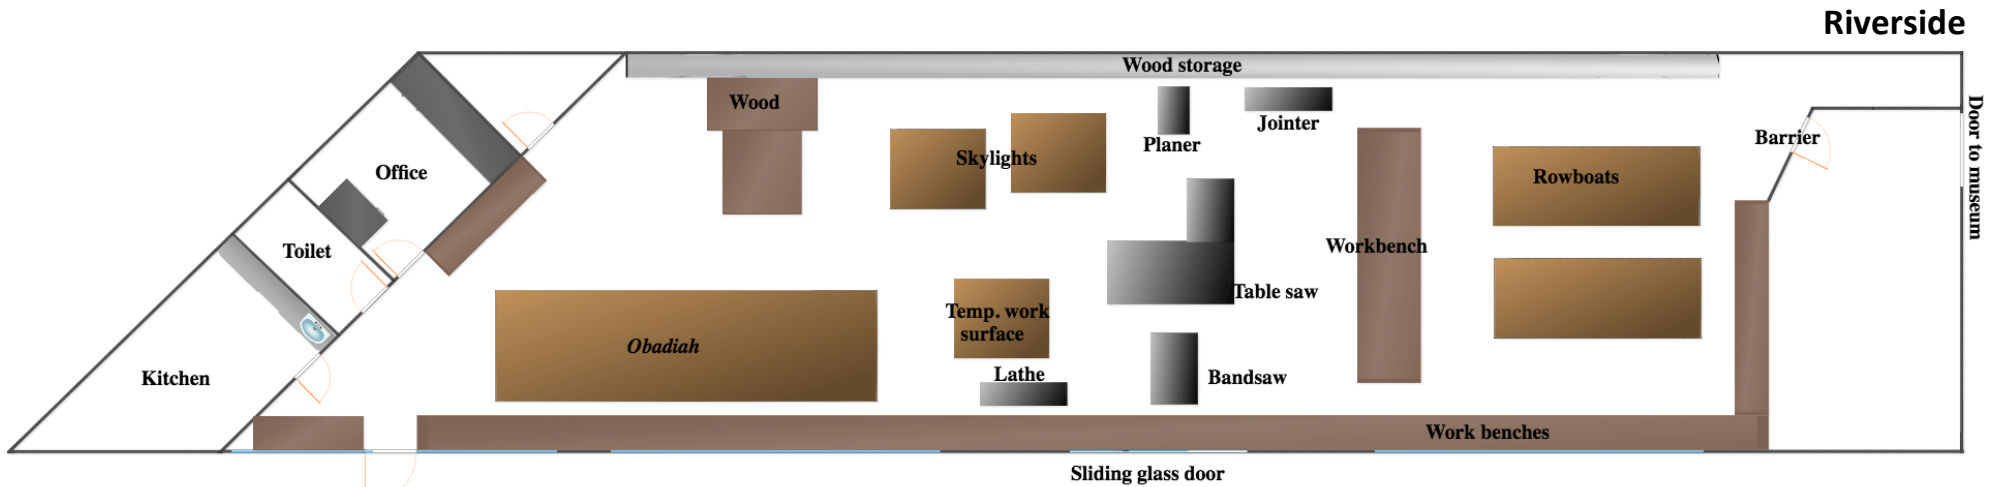 Riverside
Wood storage
Wood
Jointer
Planer
Barrier
Door to museum
Skylights
Office
Rowboats
Workbench
Toilet
Table saw
Temp. work
surface
Obadiah
Lathe
Bandsaw
Kitchen
Work benches
Sliding glass door